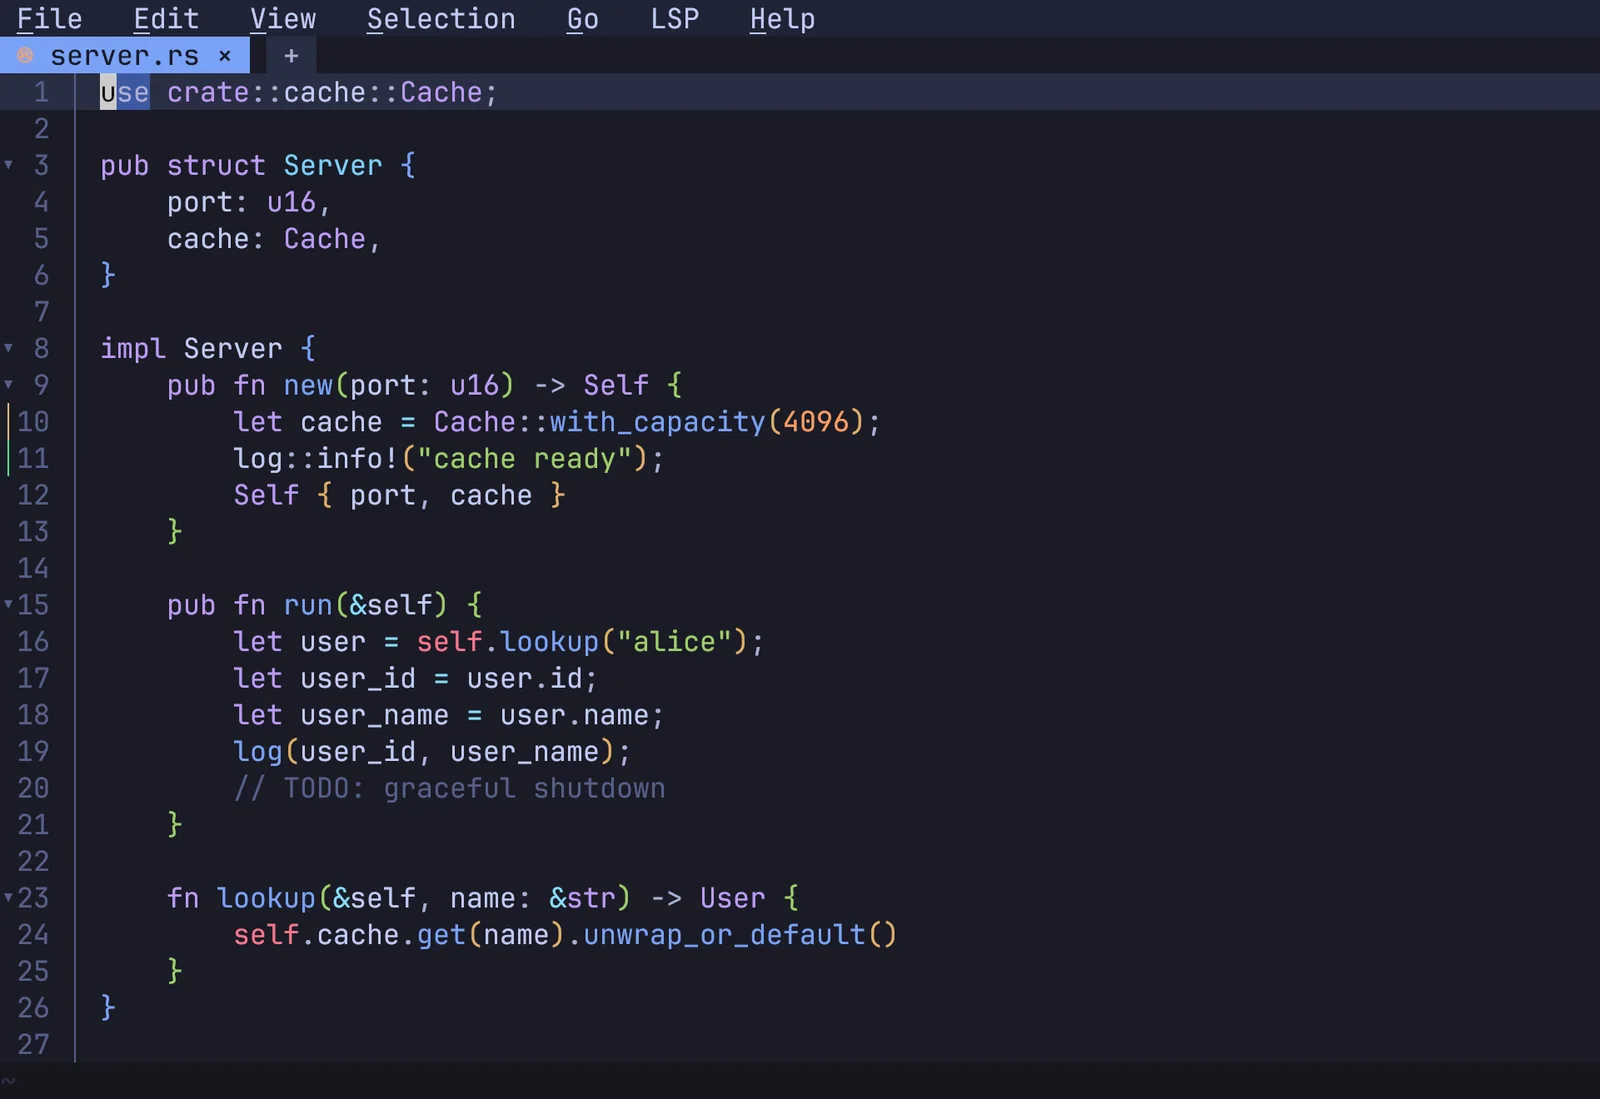 File Edit View Selection Go LSP Help
server.rs × +
1 use crate::cache::Cache;
2
3 pub struct Server {
4     port: u16,
5     cache: Cache,
6 }
7
8 impl Server {
9     pub fn new(port: u16) -> Self {
10         let cache = Cache::with_capacity(4096);
11         log::info!("cache ready");
12         Self { port, cache }
13     }
14
15     pub fn run(&self) {
16         let user = self.lookup("alice");
17         let user_id = user.id;
18         let user_name = user.name;
19         log(user_id, user_name);
20         // TODO: graceful shutdown
21     }
22
23     fn lookup(&self, name: &str) -> User {
24         self.cache.get(name).unwrap_or_default()
25     }
26 }
27
~